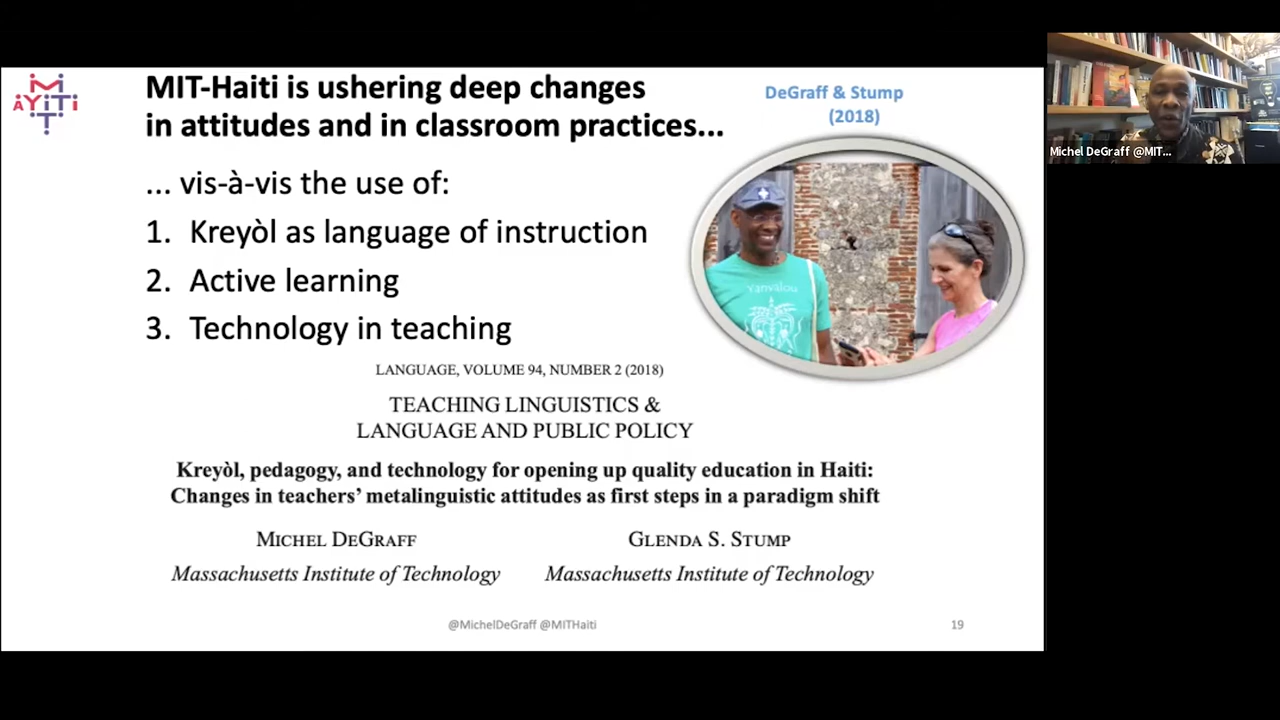 MIT-Haiti is ushering deep changes
in attitudes and in classroom practices...
DeGraff & Stump
(2018)
... vis-à-vis the use of:
1. Kreyòl as language of instruction
2. Active learning
3. Technology in teaching
Yanvalou
LANGUAGE, VOLUME 94, NUMBER 2 (2018)
TEACHING LINGUISTICS &
LANGUAGE AND PUBLIC POLICY
Kreyòl, pedagogy, and technology for opening up quality education in Haiti:
Changes in teachers' metalinguistic attitudes as first steps in a paradigm shift
MICHEL DEGRAFF
GLENDA S. STUMP
Massachusetts Institute of Technology
Massachusetts Institute of Technology
@MichelDeGraff @MITHaiti
19
MIT
AYITI
Michel DeGraff @MIT...